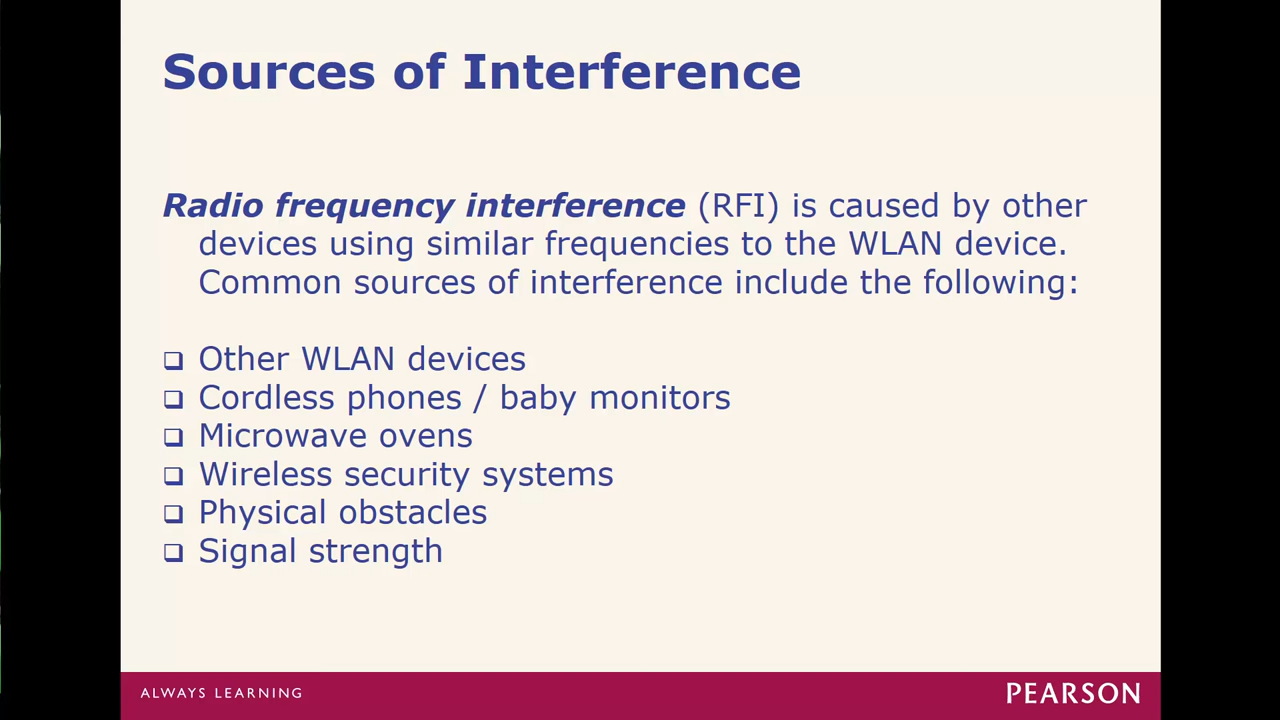 Sources of Interference
Radio frequency interference (RFI) is caused by other
devices using similar frequencies to the WLAN device.
Common sources of interference include the following:
❑ Other WLAN devices
❑ Cordless phones / baby monitors
❑ Microwave ovens
❑ Wireless security systems
❑ Physical obstacles
❑ Signal strength
ALWAYS LEARNING
PEARSON